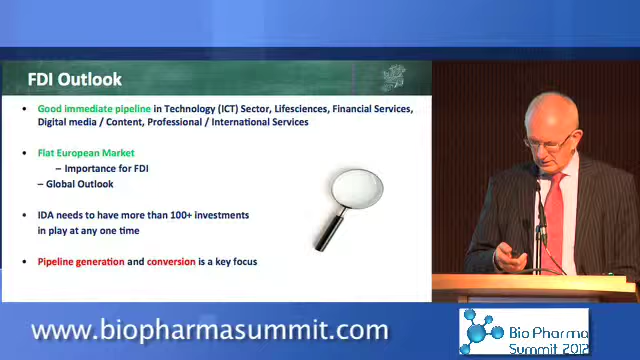 FDI Outlook
• Good immediate pipeline in Technology (ICT) Sector, Lifesciences, Financial Services,
Digital media / Content, Professional / International Services
• Flat European Market
– Importance for FDI
– Global Outlook
• IDA needs to have more than 100+ investments
in play at any one time
• Pipeline generation and conversion is a key focus
www.biopharmasummit.com
Bio Pharma
Summit 2012